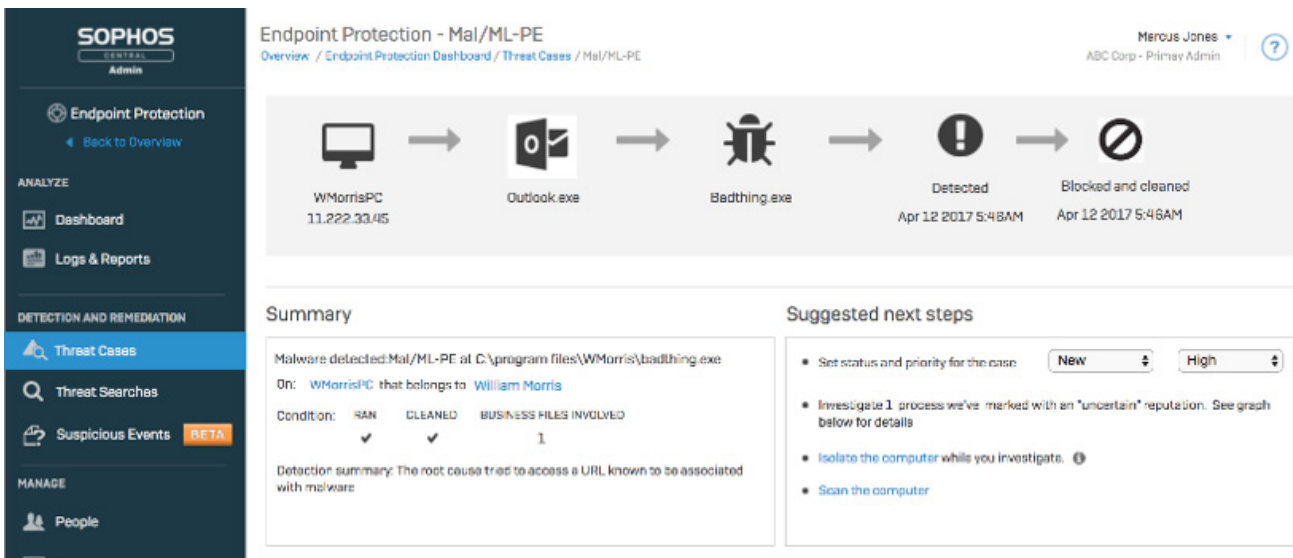 SOPHOS
CENTRAL
Admin
Endpoint Protection
Back to Overview
ANALYZE
Dashboard
Logs & Reports
DETECTION AND REMEDIATION
Threat Cases
Threat Searches
Suspicious Events BETA
MANAGE
People
Endpoint Protection - Mal/ML-PE
Overview / Endpoint Protection Dashboard / Threat Cases / Mal/ML-PE
Mercus Jones
ABC Corp - Primay Admin
?
WMorrisPC
11.222.33.45
Outlook.exe
Badthing.exe
Detected
Apr 12 2017 5:46AM
Blocked and cleaned
Apr 12 2017 5:46AM
Summary
Malware detected:Mal/ML-PE at C:\program files\WMorris\badthing.exe
On: WMorrisPC that belongs to William Morris
Condition: RAN CLEANED BUSINESS FILES INVOLVED
1
Detection summary: The root cause tried to access a URL known to be associated
with malware
Suggested next steps
Set status and priority for the case New High
Investigate 1 process we've marked with an "uncertain" reputation. See graph
below for details
Isolate the computer while you investigate.
Scan the computer